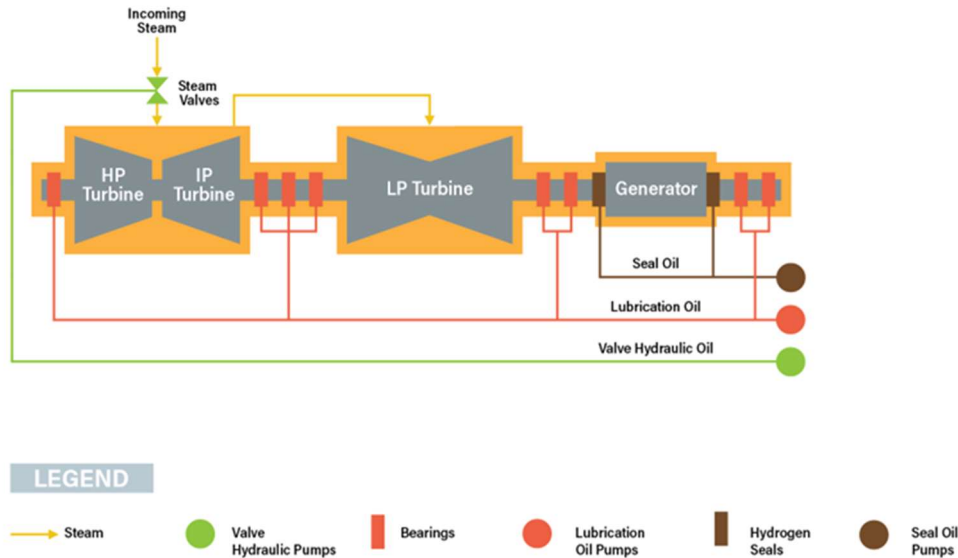 Incoming
Steam
Steam
Valves
HP
Turbine
IP
Turbine
LP Turbine
Generator
Seal Oil
Lubrication Oil
Valve Hydraulic Oil
LEGEND
Steam
Valve
Hydraulic Pumps
Bearings
Lubrication
Oil Pumps
Hydrogen
Seals
Seal Oil
Pumps